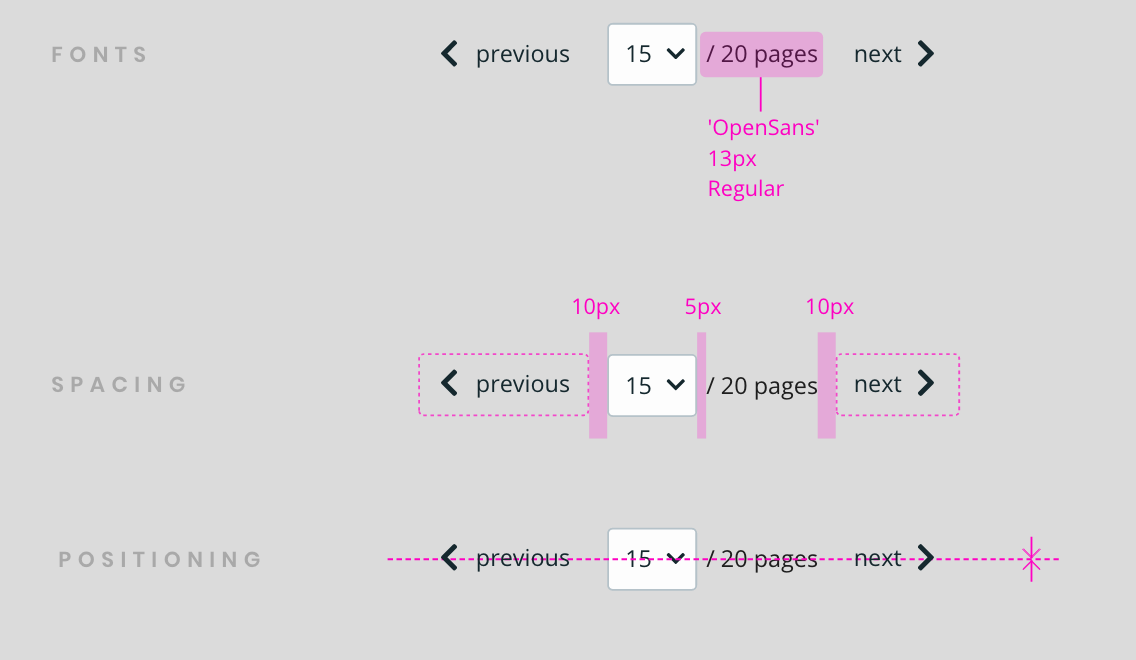 FONTS
previous 15 / 20 pages next
'OpenSans'
13px
Regular
10px 5px 10px
SPACING
previous 15 / 20 pages next
POSITIONING
previous 15 / 20 pages next